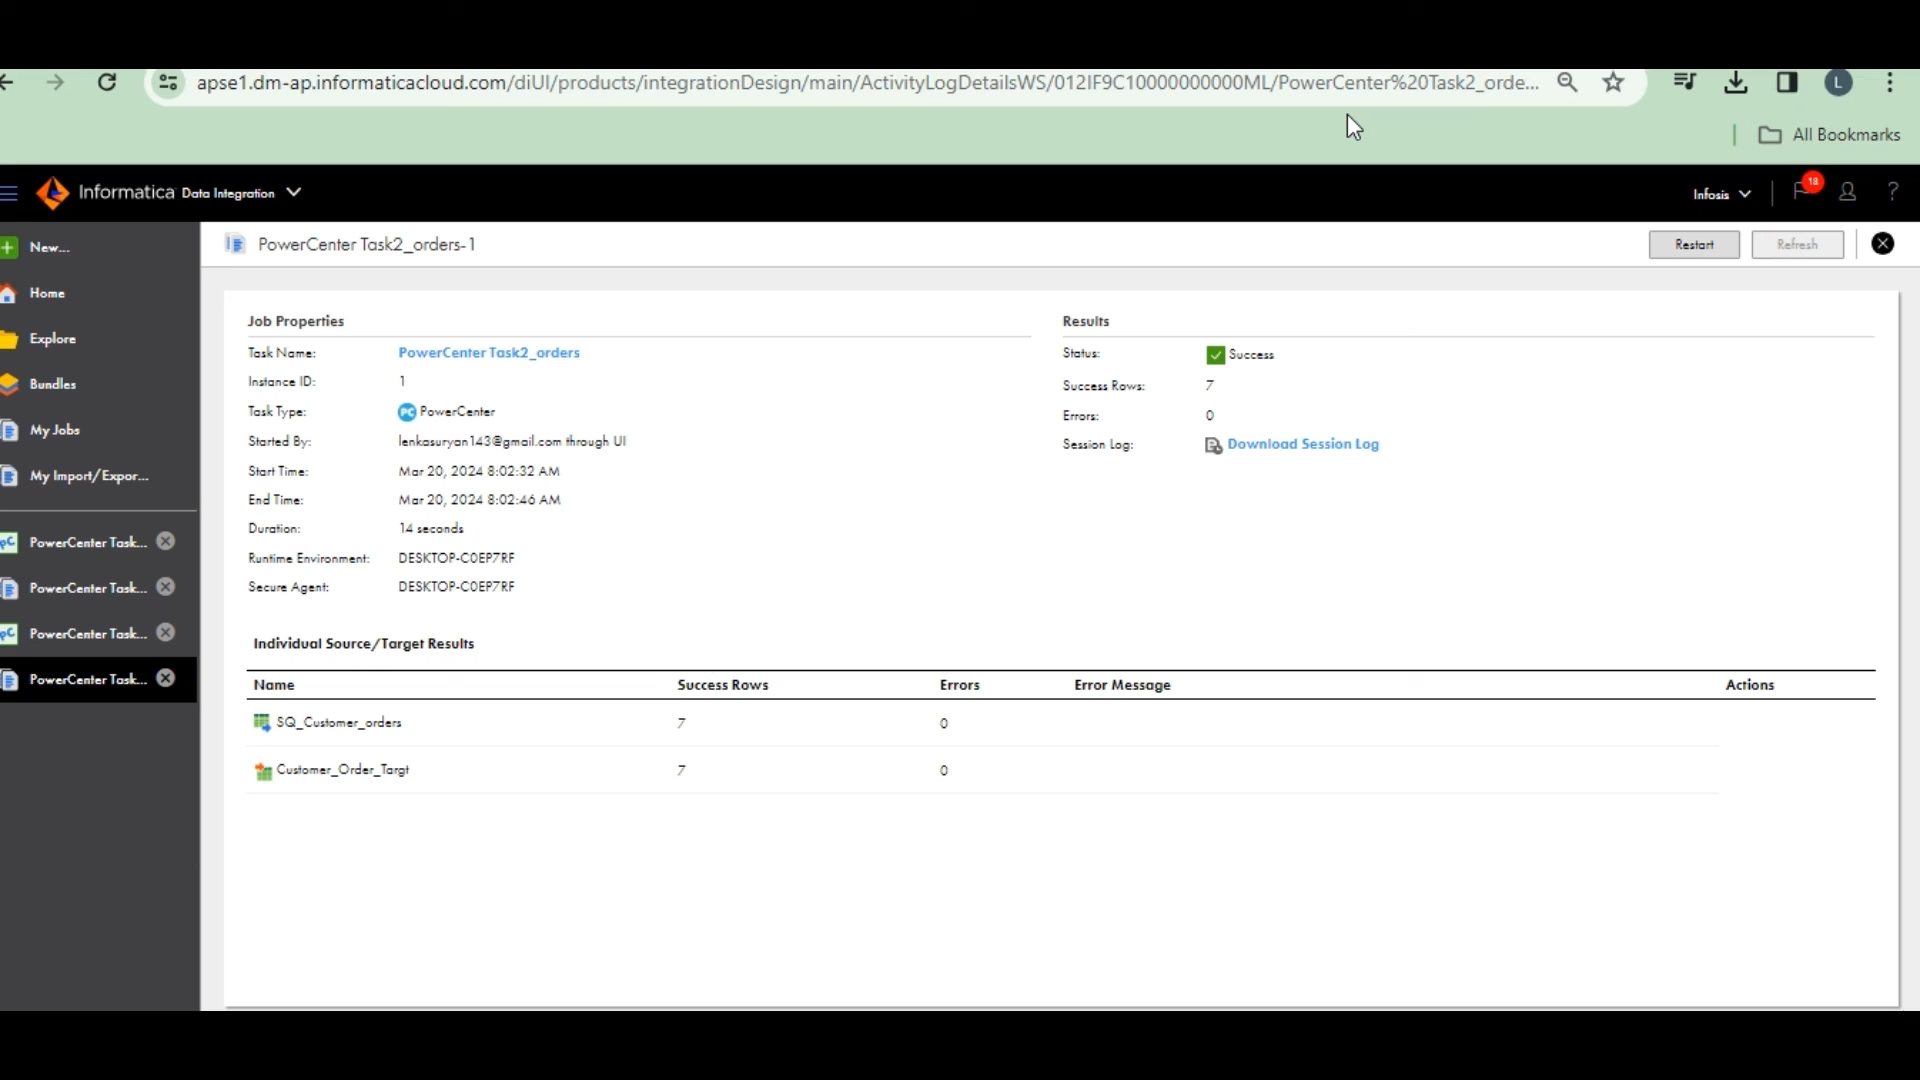 apse1.dm-ap.informaticacloud.com/diUI/products/integrationDesign/main/ActivityLogDetailsWS/012IF9C10000000000ML/PowerCenter%20Task2_orde...
L
All Bookmarks
Informatica Data Integration
Infosis
18
?
New...
Home
Explore
Bundles
My Jobs
My Import/Expor...
PC PowerCenter Task...
PowerCenter Task...
PC PowerCenter Task...
PowerCenter Task...
PowerCenter Task2_orders-1
Restart
Refresh
Job Properties
Task Name: PowerCenter Task2_orders
Instance ID: 1
Task Type: PC PowerCenter
Started By: lenkasuryan143@gmail.com through UI
Start Time: Mar 20, 2024 8:02:32 AM
End Time: Mar 20, 2024 8:02:46 AM
Duration: 14 seconds
Runtime Environment: DESKTOP-C0EP7RF
Secure Agent: DESKTOP-C0EP7RF
Results
Status: Success
Success Rows: 7
Errors: 0
Session Log: Download Session Log
Individual Source/Target Results
Name Success Rows Errors Error Message Actions
SQ_Customer_orders 7 0
Customer_Order_Targt 7 0